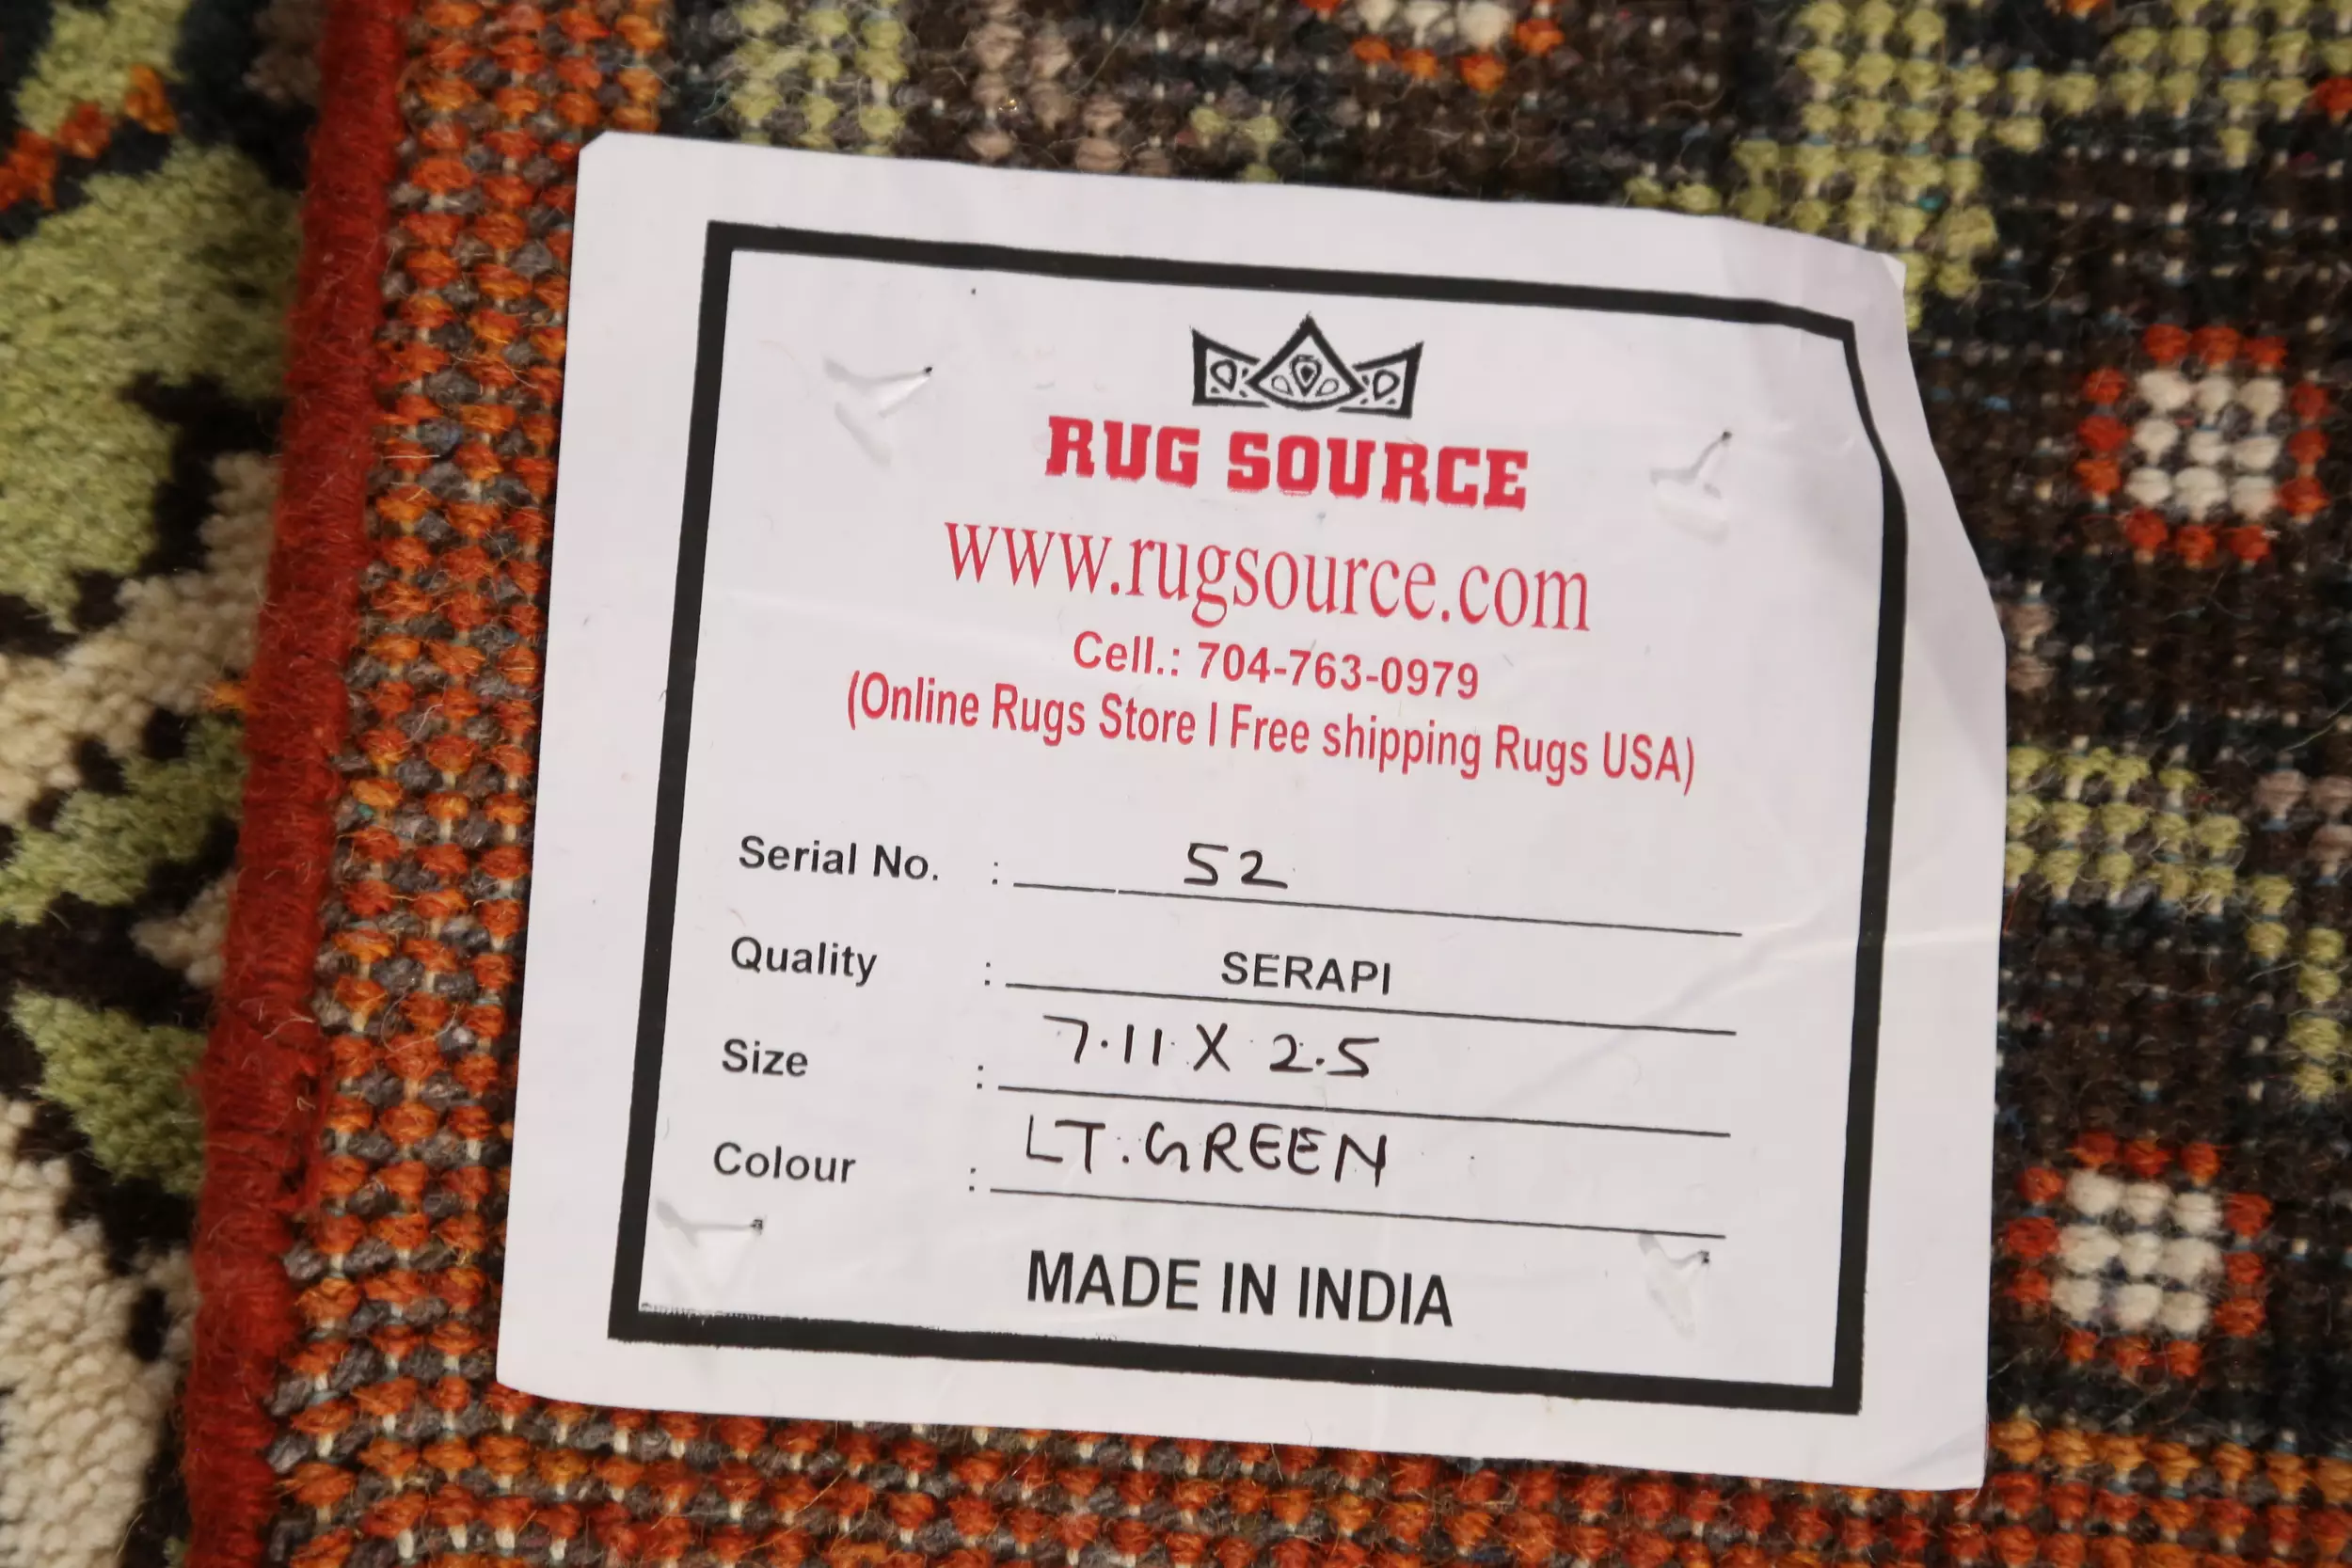 RUG SOURCE
www.rugsource.com
Cell.: 704-763-0979
(Online Rugs Store I Free shipping Rugs USA)
Serial No. : 52
Quality : SERAPI
Size : 7.11 X 2.5
Colour : LT. GREEN
MADE IN INDIA